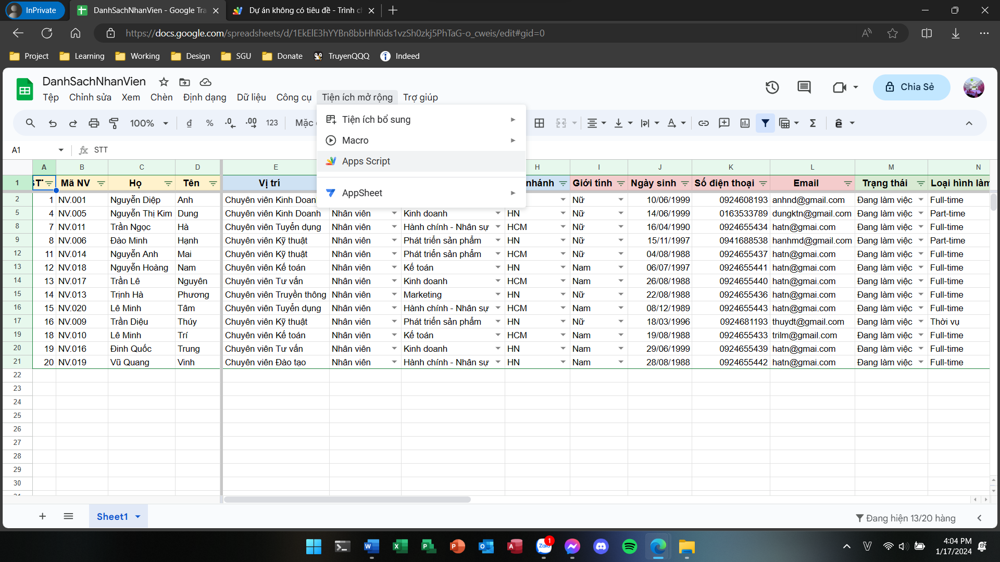 InPrivate
DanhSachNhanVien - Google Tra
Dự án không có tiêu đề - Trình c
https://docs.google.com/spreadsheets/d/1EkElE3hYYBn8bbHhRids1vzSh0zkj5PhTaG-o_cweis/edit#gid=0
Project Learning Working Design SGU Donate TruyenQQQ Indeed
DanhSachNhanVien
Tệp Chỉnh sửa Xem Chèn Định dạng Dữ liệu Công cụ Tiện ích mở rộng Trợ giúp
Chia Sẻ
100% đ % .0 .00 123 Mặc
Tiện ích bổ sung
Macro
Apps Script
AppSheet
A1 fx STT
A B C D E H I J K L M N
1 Mã NV Họ Tên Vị trí nhánh Giới tính Ngày sinh Số điện thoại Email Trạng thái Loại hình làm
2 1 NV.001 Nguyễn Diệp Anh Chuyên viên Kinh Doan Nữ 10/06/1999 0924608193 anhnd@gmail.com Đang làm việc Full-time
5 4 NV.005 Nguyễn Thị Kim Dung Chuyên viên Kinh Doanh Nhân viên Kinh doanh HN Nữ 14/06/1999 0163533789 dungktn@gmail.com Đang làm việc Part-time
8 7 NV.011 Trần Ngọc Hà Chuyên viên Tuyển dụng Nhân viên Hành chính - Nhân sự HCM Nữ 16/04/1990 0924655434 hatn@gmai.com Đang làm việc Full-time
9 8 NV.006 Đào Minh Hạnh Chuyên viên Kỹ thuật Nhân viên Phát triển sản phẩm HN Nữ 15/11/1997 0941688538 hanhmd@gmail.com Đang làm việc Part-time
12 11 NV.014 Nguyễn Anh Mai Chuyên viên Kỹ thuật Nhân viên Phát triển sản phẩm HCM Nữ 04/08/1988 0924655437 hatn@gmai.com Đang làm việc Full-time
13 12 NV.018 Nguyễn Hoàng Nam Chuyên viên Kế toán Nhân viên Kế toán HN Nam 06/07/1997 0924655441 hatn@gmai.com Đang làm việc Full-time
14 13 NV.017 Trần Lê Nguyên Chuyên viên Tư vấn Nhân viên Kinh doanh HCM Nam 26/08/1988 0924655440 hatn@gmai.com Đang làm việc Full-time
15 14 NV.013 Trịnh Hà Phương Chuyên viên Truyền thông Nhân viên Marketing HN Nữ 22/08/1988 0924655436 hatn@gmai.com Đang làm việc Full-time
16 15 NV.020 Lê Minh Tâm Chuyên viên Tuyển dụng Nhân viên Hành chính - Nhân sự HCM Nam 08/12/1989 0924655443 hatn@gmai.com Đang làm việc Full-time
17 16 NV.009 Trần Diệu Thúy Chuyên viên Kỹ thuật Nhân viên Phát triển sản phẩm HN Nữ 18/03/1996 0924681193 thuydt@gmail.com Đang làm việc Thời vụ
19 18 NV.010 Lê Minh Trí Chuyên viên Kế toán Nhân viên Kế toán HCM Nam 19/08/1988 0924655433 trilm@gmail.com Đang làm việc Full-time
20 19 NV.016 Đinh Quốc Trung Chuyên viên Tư vấn Nhân viên Kinh doanh HN Nam 29/06/1999 0924655439 hatn@gmai.com Đang làm việc Full-time
21 20 NV.019 Vũ Quang Vinh Chuyên viên Đào tạo Nhân viên Hành chính - Nhân sự HN Nam 28/08/1988 0924655442 hatn@gmai.com Đang làm việc Full-time
22
23
24
25
26
27
28
29
30
Sheet1
Đang hiện 13/20 hàng
1
Zalo
4:04 PM
1/17/2024